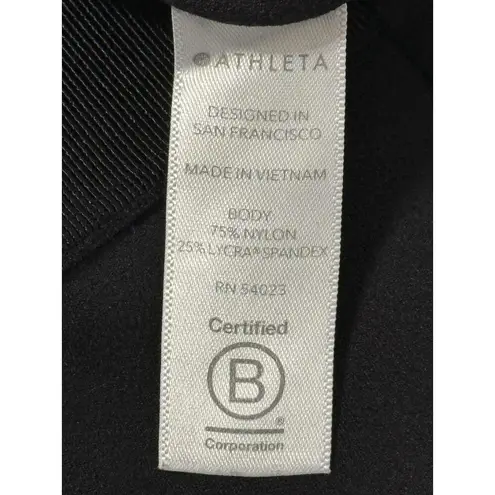 ATHLETA
DESIGNED IN
SAN FRANCISCO
MADE IN VIETNAM
BODY
75% NYLON
25% LYCRA® SPANDEX
RN 54023
Certified
B
®
Corporation